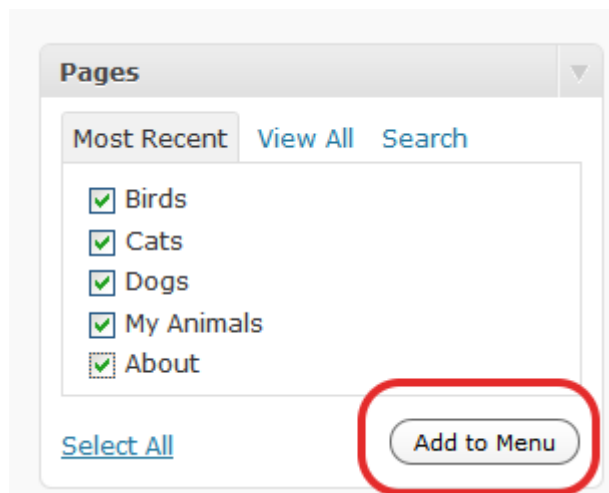 Pages
Most Recent View All Search
Birds
Cats
Dogs
My Animals
About
Select All Add to Menu